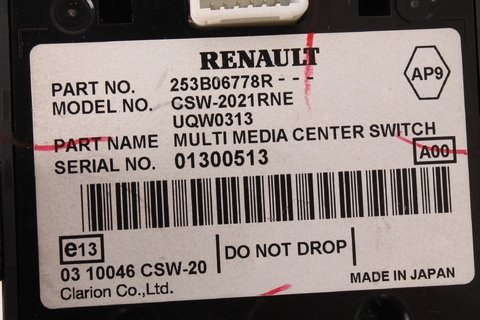 RENAULT
PART NO. 253B06778R - - -
AP9
MODEL NO. CSW-2021RNE
UQW0313
PART NAME MULTI MEDIA CENTER SWITCH
SERIAL NO. 01300513
A00
e13
DO NOT DROP
03 10046 CSW-20
MADE IN JAPAN
Clarion Co.,Ltd.